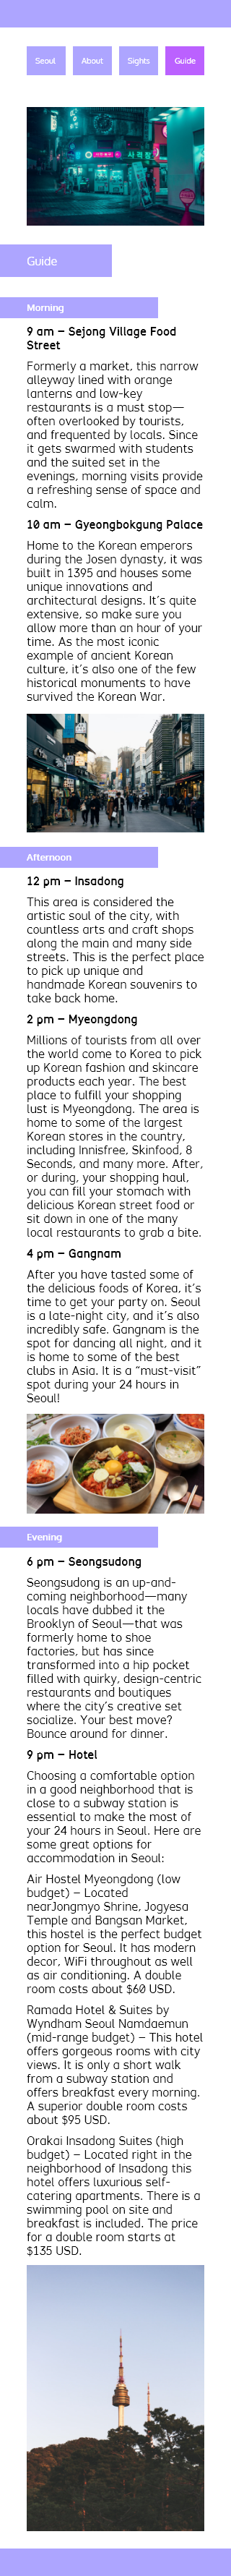 Seoul
About
Sights
Guide
Guide
Morning
9 am – Sejong Village Food
Street
Formerly a market, this narrow
alleyway lined with orange
lanterns and low-key
restaurants is a must stop—
often overlooked by tourists,
and frequented by locals. Since
it gets swarmed with students
and the suited set in the
evenings, morning visits provide
a refreshing sense of space and
calm.
10 am – Gyeongbokgung Palace
Home to the Korean emperors
during the Josen dynasty, it was
built in 1395 and houses some
unique innovations and
architectural designs. It's quite
extensive, so make sure you
allow more than an hour of your
time. As the most iconic
example of ancient Korean
culture, it's also one of the few
historical monuments to have
survived the Korean War.
Afternoon
12 pm – Insadong
This area is considered the
artistic soul of the city, with
countless arts and craft shops
along the main and many side
streets. This is the perfect place
to pick up unique and
handmade Korean souvenirs to
take back home.
2 pm – Myeongdong
Millions of tourists from all over
the world come to Korea to pick
up Korean fashion and skincare
products each year. The best
place to fulfill your shopping
lust is Myeongdong. The area is
home to some of the largest
Korean stores in the country,
including Innisfree, Skinfood, 8
Seconds, and many more. After,
or during, your shopping haul,
you can fill your stomach with
delicious Korean street food or
sit down in one of the many
local restaurants to grab a bite.
4 pm – Gangnam
After you have tasted some of
the delicious foods of Korea, it's
time to get your party on. Seoul
is a late-night city, and it's also
incredibly safe. Gangnam is the
spot for dancing all night, and it
is home to some of the best
clubs in Asia. It is a "must-visit"
spot during your 24 hours in
Seoul!
Evening
6 pm – Seongsudong
Seongsudong is an up-and-
coming neighborhood—many
locals have dubbed it the
Brooklyn of Seoul—that was
formerly home to shoe
factories, but has since
transformed into a hip pocket
filled with quirky, design-centric
restaurants and boutiques
where the city's creative set
socialize. Your best move?
Bounce around for dinner.
9 pm – Hotel
Choosing a comfortable option
in a good neighborhood that is
close to a subway station is
essential to make the most of
your 24 hours in Seoul. Here are
some great options for
accommodation in Seoul:
Air Hostel Myeongdong (low
budget) – Located
nearJongmyo Shrine, Jogyesa
Temple and Bangsan Market,
this hostel is the perfect budget
option for Seoul. It has modern
decor, WiFi throughout as well
as air conditioning. A double
room costs about $60 USD.
Ramada Hotel & Suites by
Wyndham Seoul Namdaemun
(mid-range budget) – This hotel
offers gorgeous rooms with city
views. It is only a short walk
from a subway station and
offers breakfast every morning.
A superior double room costs
about $95 USD.
Orakai Insadong Suites (high
budget) – Located right in the
neighborhood of Insadong this
hotel offers luxurious self-
catering apartments. There is a
swimming pool on site and
breakfast is included. The price
for a double room starts at
$135 USD.